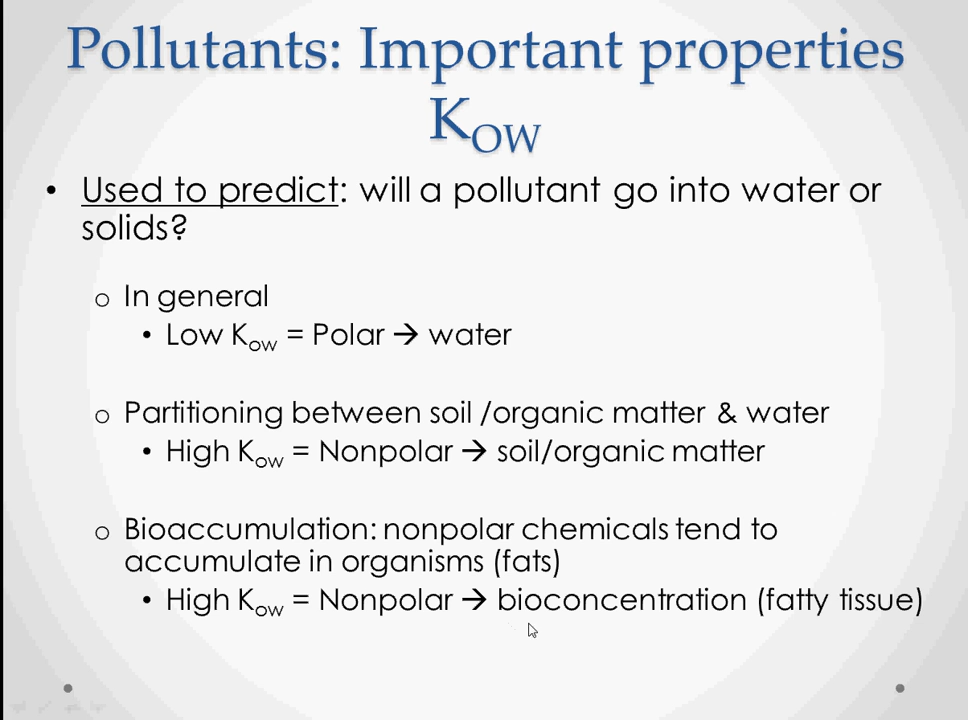 Pollutants: Important properties
KOW
• Used to predict: will a pollutant go into water or
solids?
o In general
• Low Kow = Polar → water
o Partitioning between soil /organic matter & water
• High Kow = Nonpolar → soil/organic matter
o Bioaccumulation: nonpolar chemicals tend to
accumulate in organisms (fats)
• High Kow = Nonpolar → bioconcentration (fatty tissue)